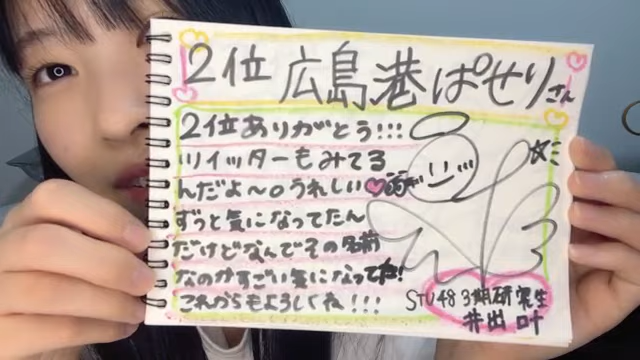 2位 広島港ぱせりさん
2位ありがとう!!!
ツイッターもみてる
んだよ〜。うれしい
ずっと気になってたん
だけどなんでその名前
なのかすごい気になってた!
これからもよろしくね!!!
STU48 3期研究生
井出 叶